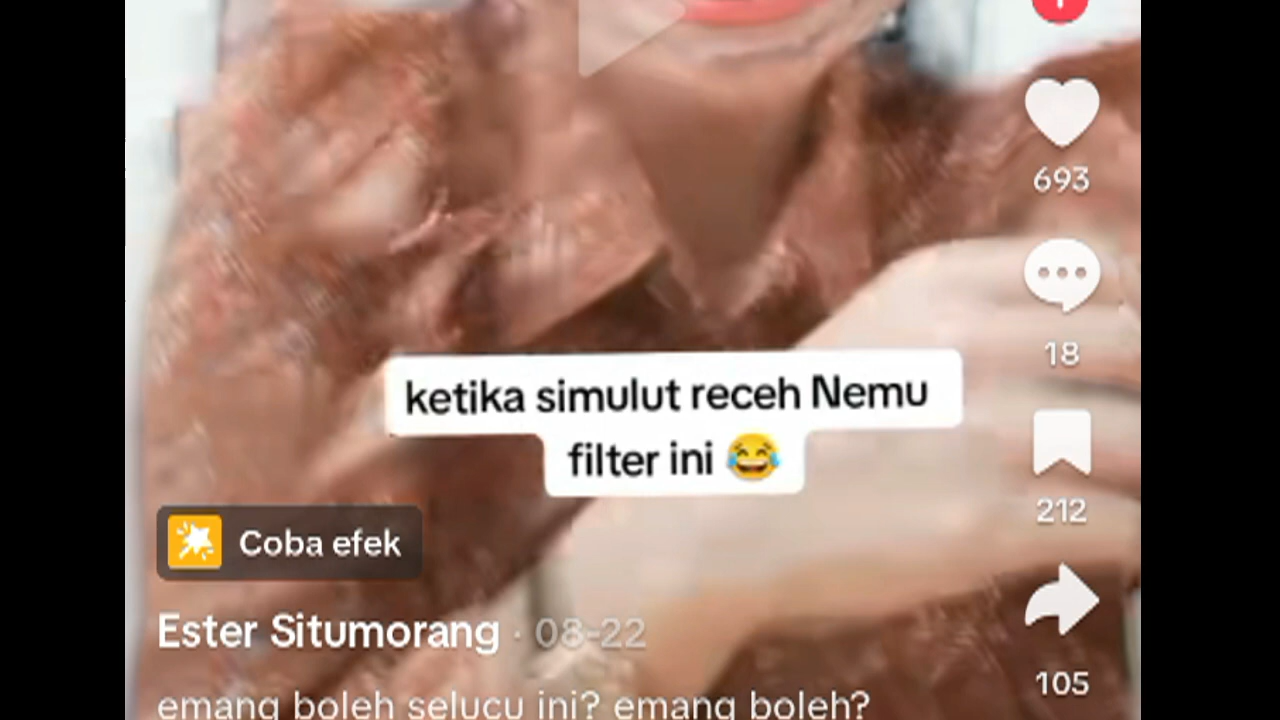 693
18
ketika simulut receh Nemu
filter ini 😂
212
Coba efek
Ester Situmorang · 08-22
105
emang boleh selucu ini? emang boleh?